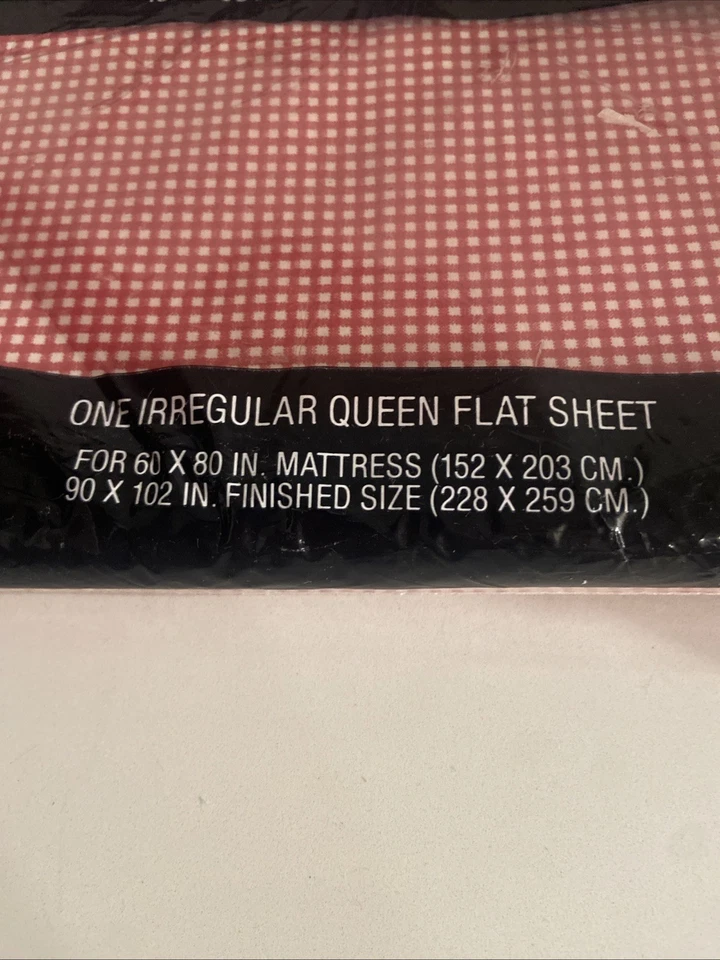 ONE IRREGULAR QUEEN FLAT SHEET
FOR 60 X 80 IN. MATTRESS (152 X 203 CM.)
90 X 102 IN. FINISHED SIZE (228 X 259 CM.)